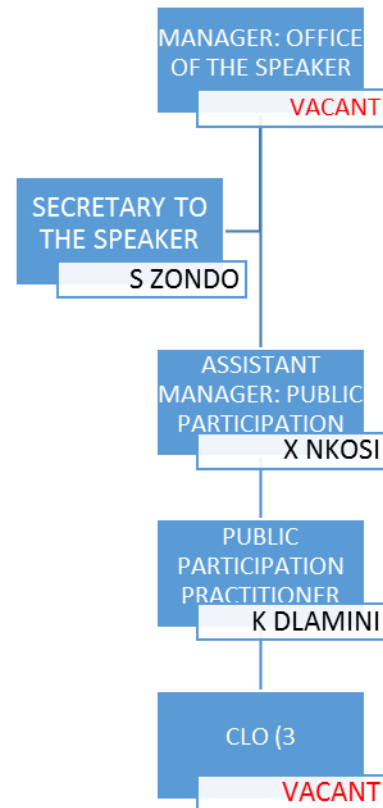 MANAGER: OFFICE
OF THE SPEAKER
VACANT
SECRETARY TO
THE SPEAKER
S ZONDO
ASSISTANT
MANAGER: PUBLIC
PARTICIPATION
X NKOSI
PUBLIC
PARTICIPATION
PRACTITIONER
K DLAMINI
CLO (3
VACANT